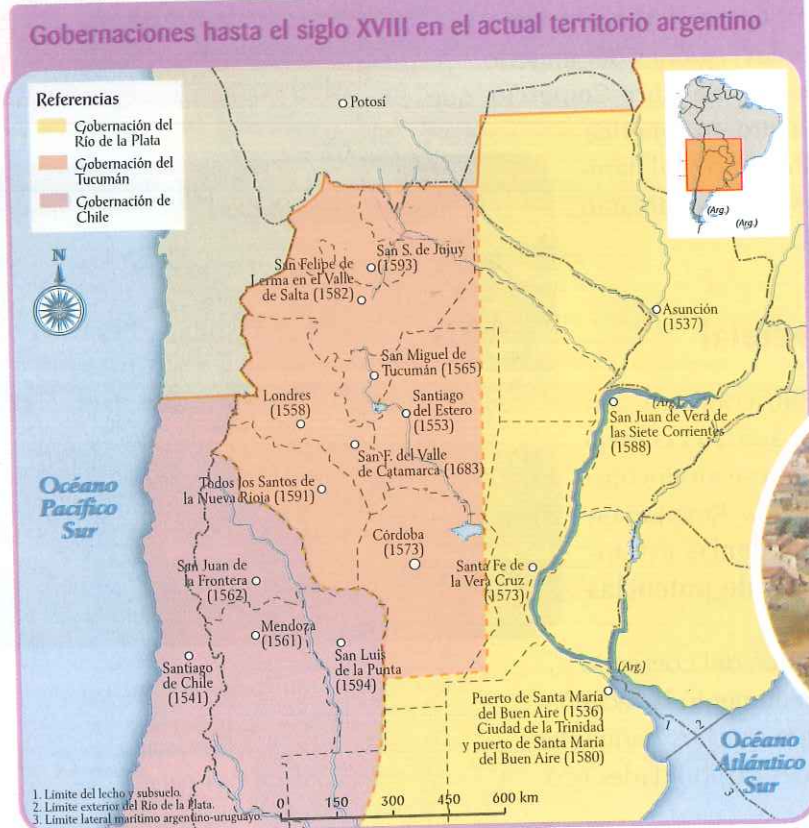 Gobernaciones hasta el siglo XVIII en el actual territorio argentino
Referencias
Gobernación del
Río de la Plata
Gobernación del
Tucumán
Gobernación de
Chile
N
Potosí
(Arg.)
(Arg.)
San S. de Jujuy
(1593)
San Felipe de
Lerma en el Valle
de Salta (1582)
Asunción
(1537)
San Miguel de
Tucumán (1565)
Londres
(1558)
Santiago
del Estero
(1553)
(Arg.)
San Juan de Vera de
las Siete Corrientes
(1588)
San F. del Valle
de Catamarca (1683)
Todos los Santos de
la Nueva Rioja (1591)
Océano
Pacífico
Sur
Córdoba
(1573)
San Juan de
la Frontera
(1562)
Santa Fe de
la Vera Cruz
(1573)
Mendoza
(1561)
San Luis
de la Punta
(1594)
Santiago
de Chile
(1541)
(Arg.)
Puerto de Santa María
del Buen Aire (1536)
Ciudad de la Trinidad
y puerto de Santa María
del Buen Aire (1580)
1
2
3
Océano
Atlántico
Sur
1. Límite del lecho y subsuelo.
2. Límite exterior del Río de la Plata.
3. Límite lateral marítimo argentino-uruguayo.
0 150 300 450 600 km